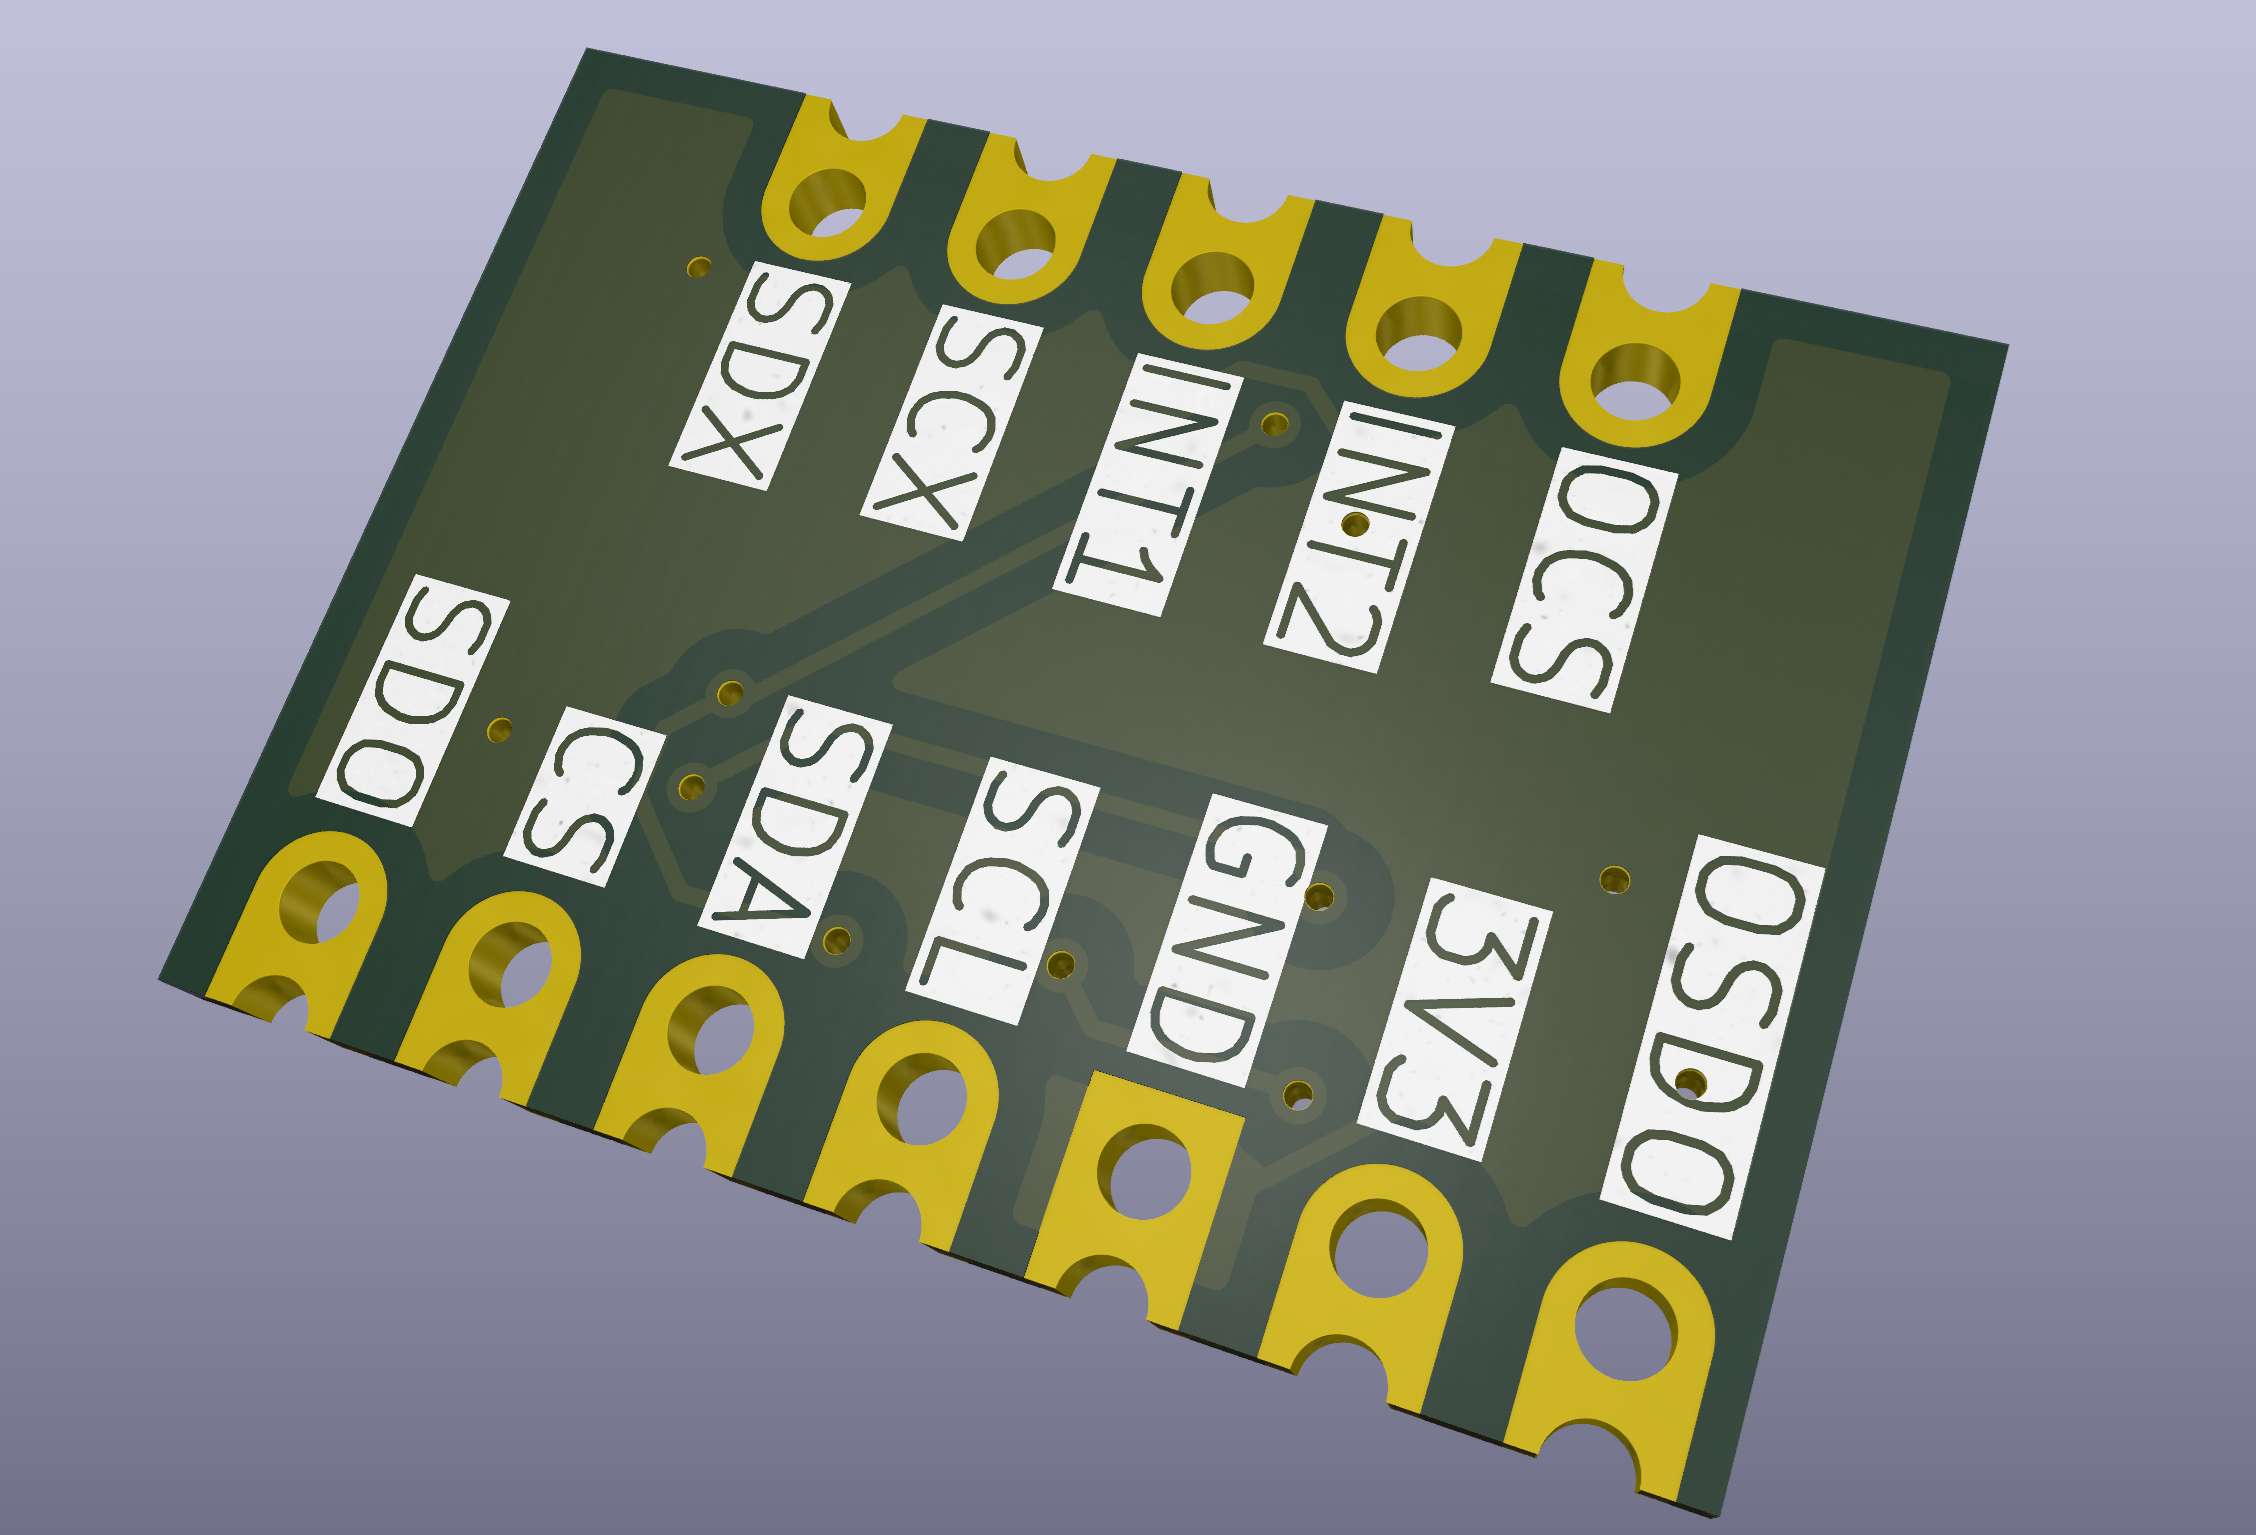 SDX
SCX
INT1
INT2
OCS
SDO
CS
SDA
SCL
GND
3V3
OSDO